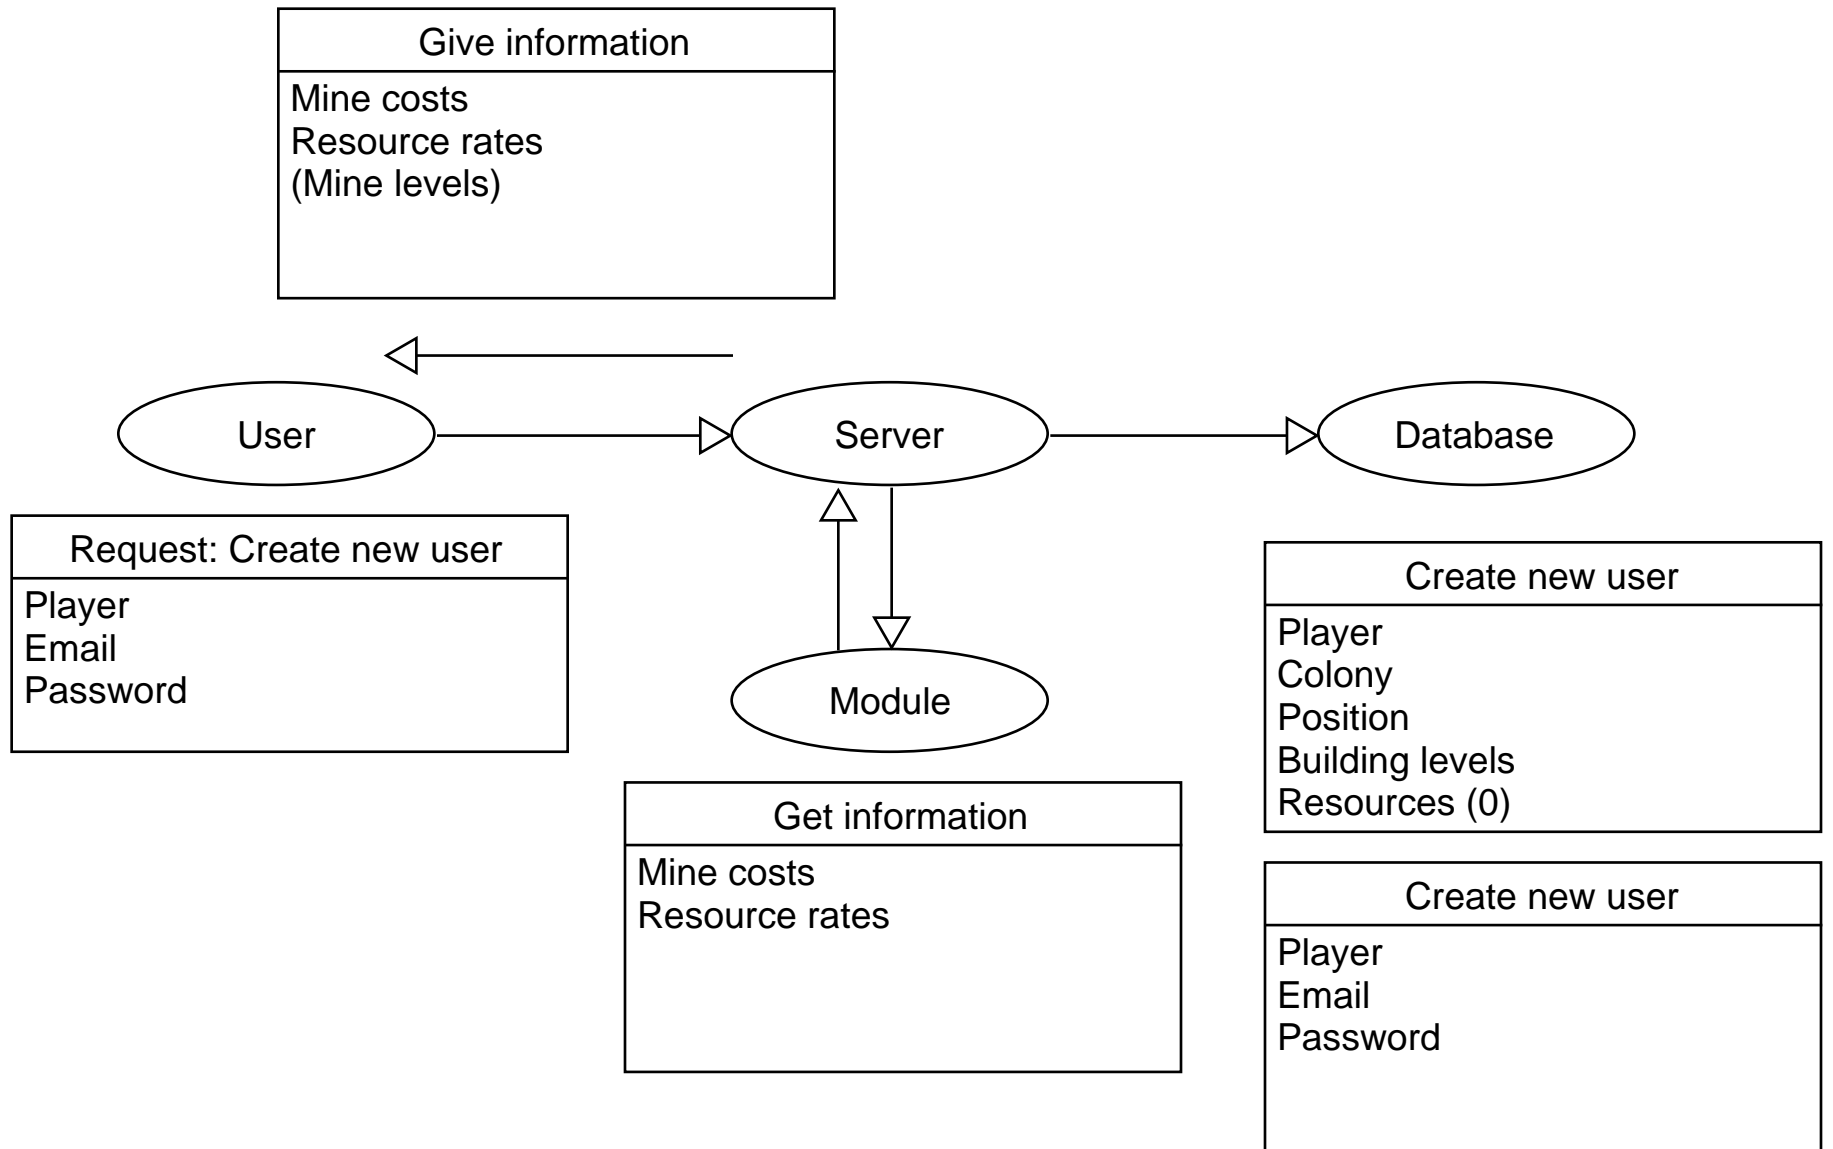 Give information
Mine costs
Resource rates
(Mine levels)
User
Server
Database
Request: Create new user
Player
Email
Password
Module
Create new user
Player
Colony
Position
Building levels
Resources (0)
Get information
Mine costs
Resource rates
Create new user
Player
Email
Password